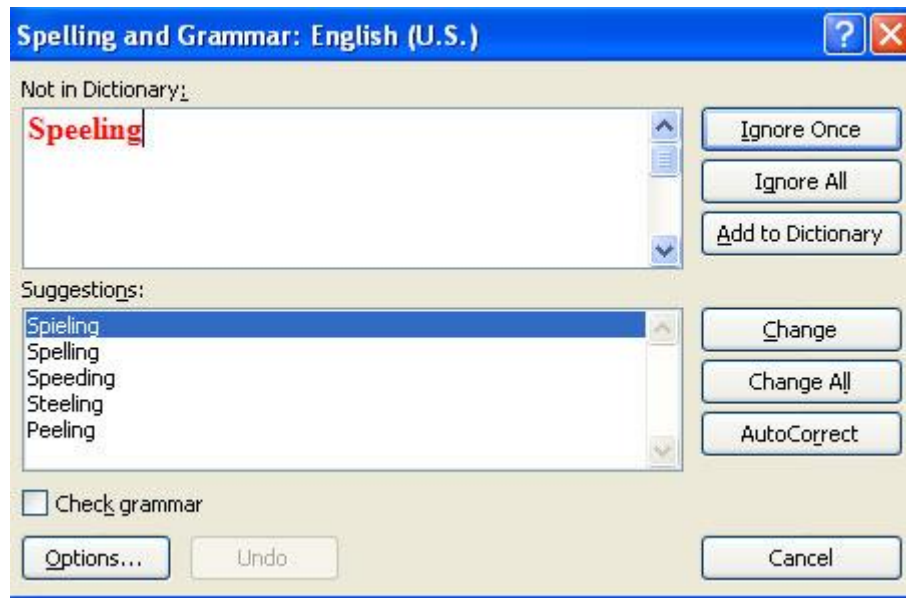 Spelling and Grammar: English (U.S.)
Not in Dictionary:
Speeling
Ignore Once
Ignore All
Add to Dictionary
Suggestions:
Spieling
Spelling
Speeding
Steeling
Peeling
Change
Change All
AutoCorrect
Check grammar
Options...
Undo
Cancel